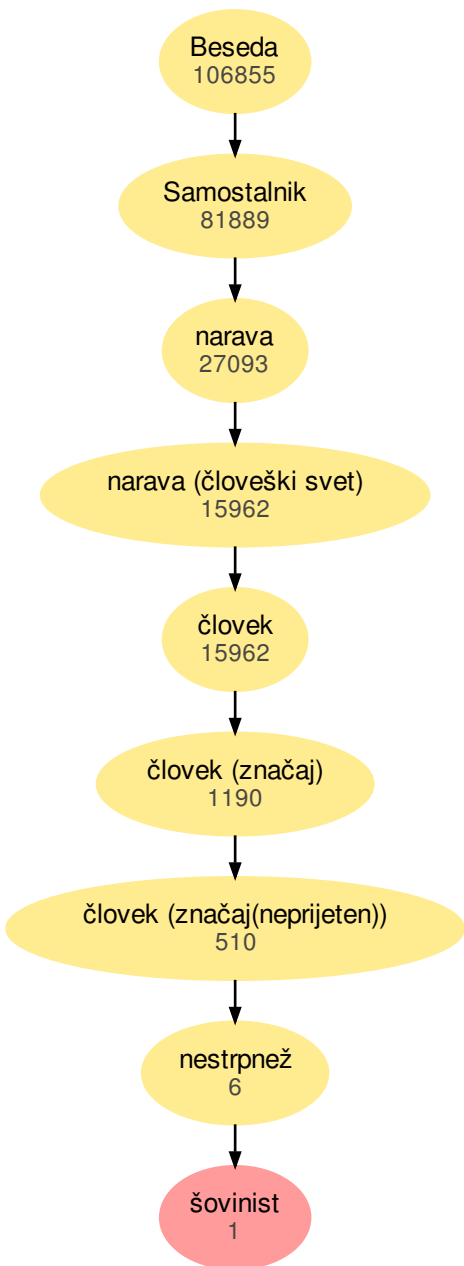 Beseda
106855
Samostalnik
81889
narava
27093
narava (človeški svet)
15962
človek
15962
človek (značaj)
1190
človek (značaj(neprijeten))
510
nestrpnež
6
šovinist
1